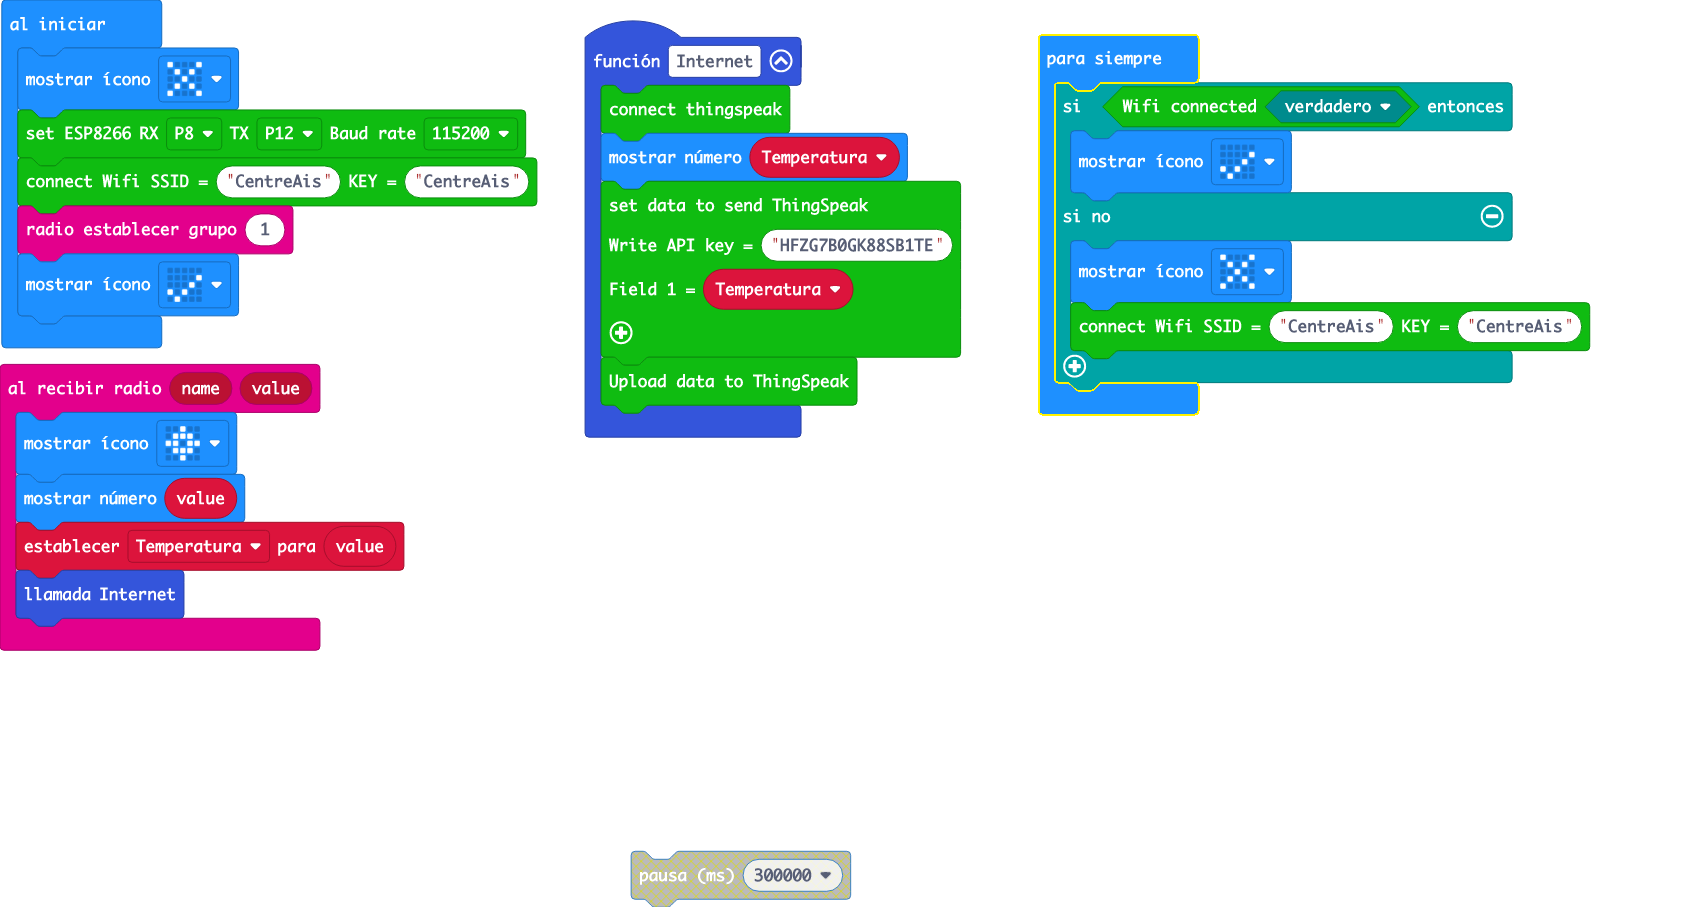 al iniciar
mostrar ícono
set ESP8266 RX P8 TX P12 Baud rate 115200
connect Wifi SSID = "CentreAis" KEY = "CentreAis"
radio establecer grupo 1
mostrar ícono
al recibir radio name value
mostrar ícono
mostrar número value
establecer Temperatura para value
llamada Internet
función Internet
connect thingspeak
mostrar número Temperatura
set data to send ThingSpeak
Write API key = "HFZG7B0GK88SB1TE"
Field 1 = Temperatura
Upload data to ThingSpeak
para siempre
si Wifi connected verdadero entonces
mostrar ícono
si no
mostrar ícono
connect Wifi SSID = "CentreAis" KEY = "CentreAis"
pausa (ms) 300000